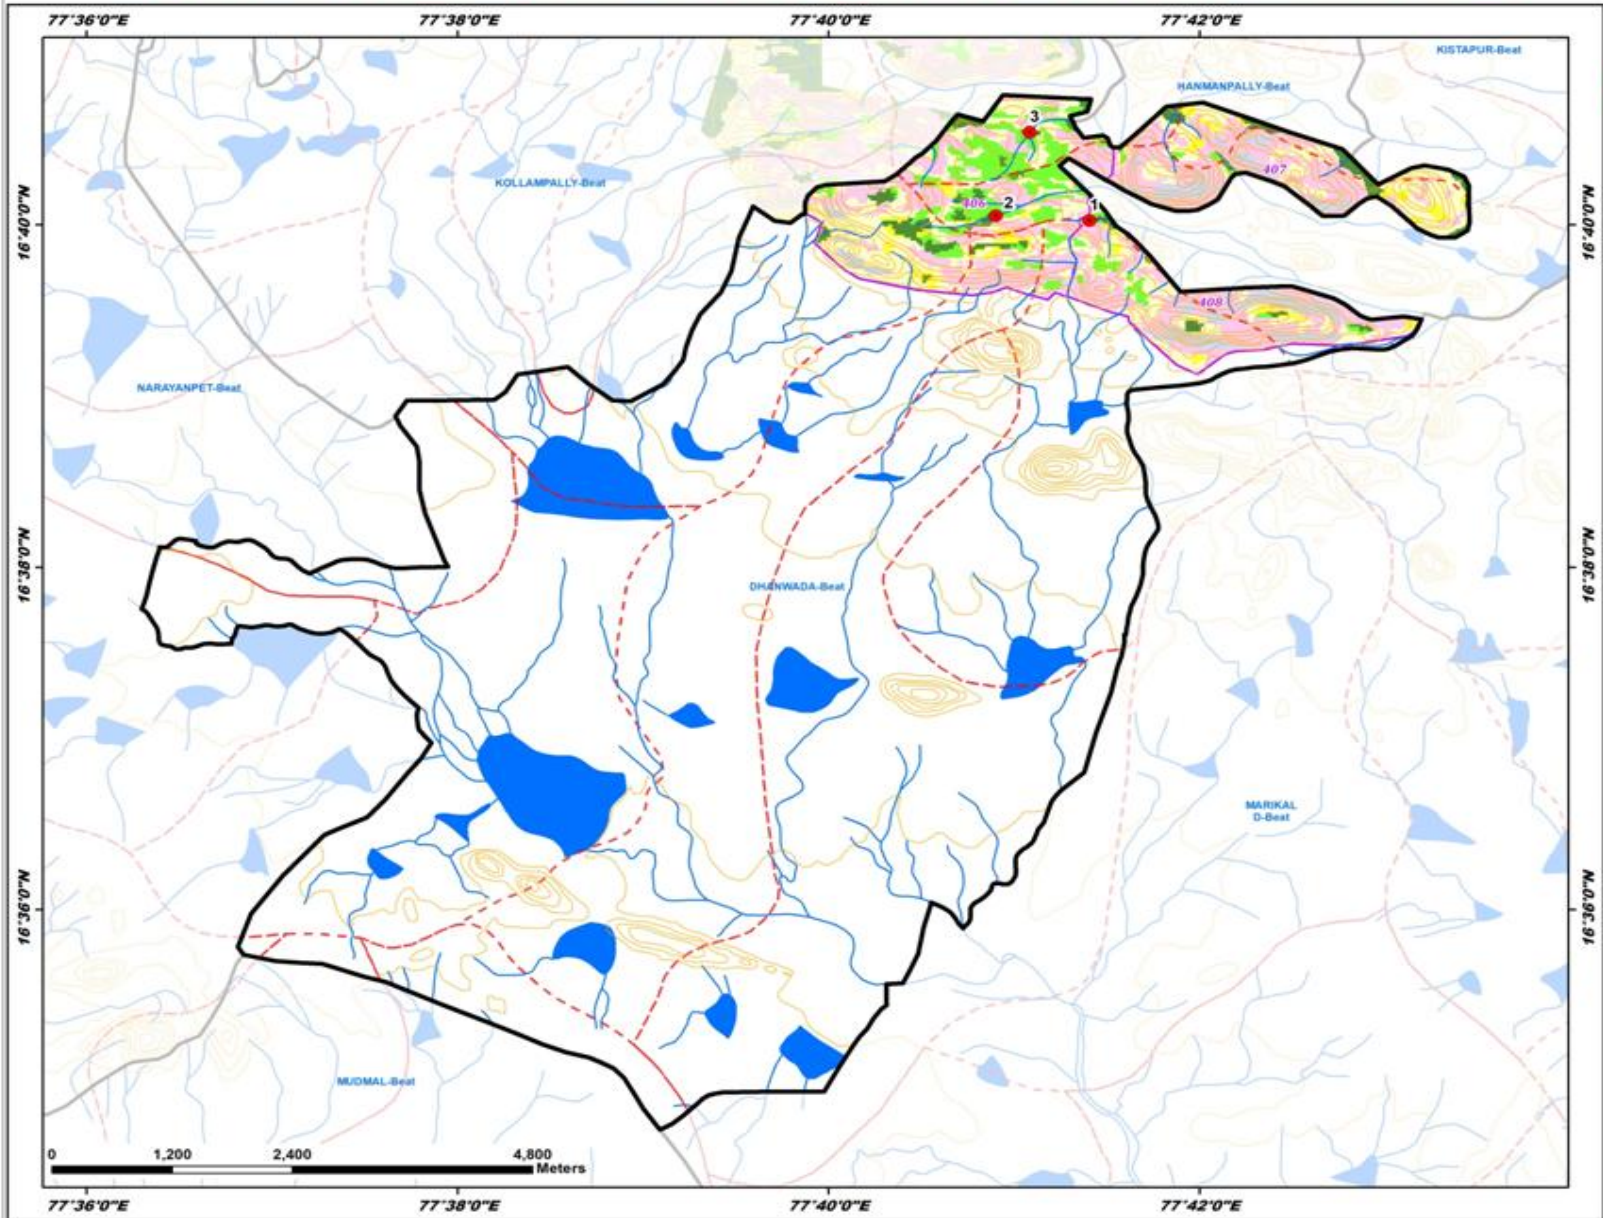 77°36'0"E 77°38'0"E 77°40'0"E 77°42'0"E
KISTAPUR-Beat
HANMANPALLY-Beat
3
407
KOLLAMPALLY-Beat
406 2 1
16°40'0"N 16°40'0"N
408
NARAYANPET-Beat
16°38'0"N 16°38'0"N
DHANWADA-Beat
MARIKAL
D-Beat
16°36'0"N 16°36'0"N
MUDMAL-Beat
0 1,200 2,400 4,800
Meters
77°36'0"E 77°38'0"E 77°40'0"E 77°42'0"E